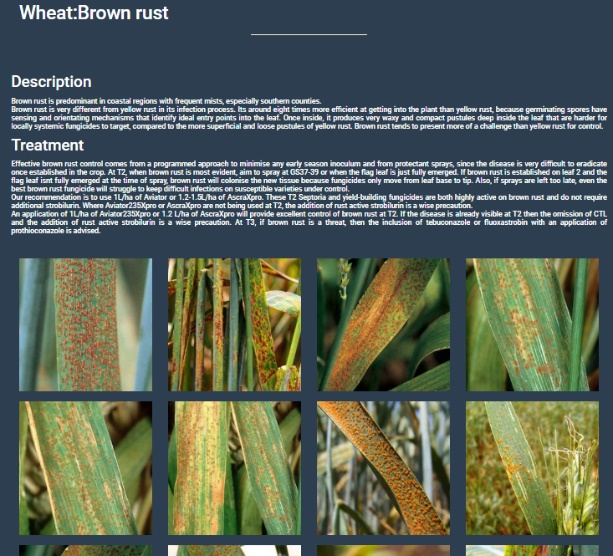 Wheat:Brown rust
Description
Brown rust is predominant in coastal regions with frequent mists, especially southern counties.
Brown rust is very different from yellow rust in its infection process. Its around eight times more efficient at getting into the plant than yellow rust, because germinating spores have
sensing and orientating mechanisms that identify ideal entry points into the leaf. Once inside, it produces very waxy and compact pustules deep inside the leaf that are harder for
locally systemic fungicides to target, compared to the more superficial and loose pustules of yellow rust. Brown rust tends to present more of a challenge than yellow rust for control.
Treatment
Effective brown rust control comes from a programmed approach to minimise any early season inoculum and from protectant sprays, since the disease is very difficult to eradicate
once established in the crop. At T2, when brown rust is most evident, aim to spray at GS37-39 or when the flag leaf is just fully emerged. If brown rust is established on leaf 2 and the
flag leaf isnt fully emerged at the time of spray, brown rust will colonise the new tissue because fungicides only move from leaf base to tip. Also, if sprays are left too late, even the
best brown rust fungicide will struggle to keep difficult infections on susceptible varieties under control.
Our recommendation is to use 1L/ha of Aviator or 1.2-1.5L/ha of AscraXpro. These T2 Septoria and yield-building fungicides are both highly active on brown rust and do not require
additional strobilurin. Where Aviator235Xpro or AscraXpro are not being used at T2, the addition of rust active strobilurin is a wise precaution.
An application of 1L/ha of Aviator235Xpro or 1.2 L/ha of AscraXpro will provide excellent control of brown rust at T2. If the disease is already visible at T2 then the omission of CTL
and the addition of rust active strobilurin is a wise precaution. At T3, if brown rust is a threat, then the inclusion of tebuconazole or fluoxastrobin with an application of
prothioconazole is advised.